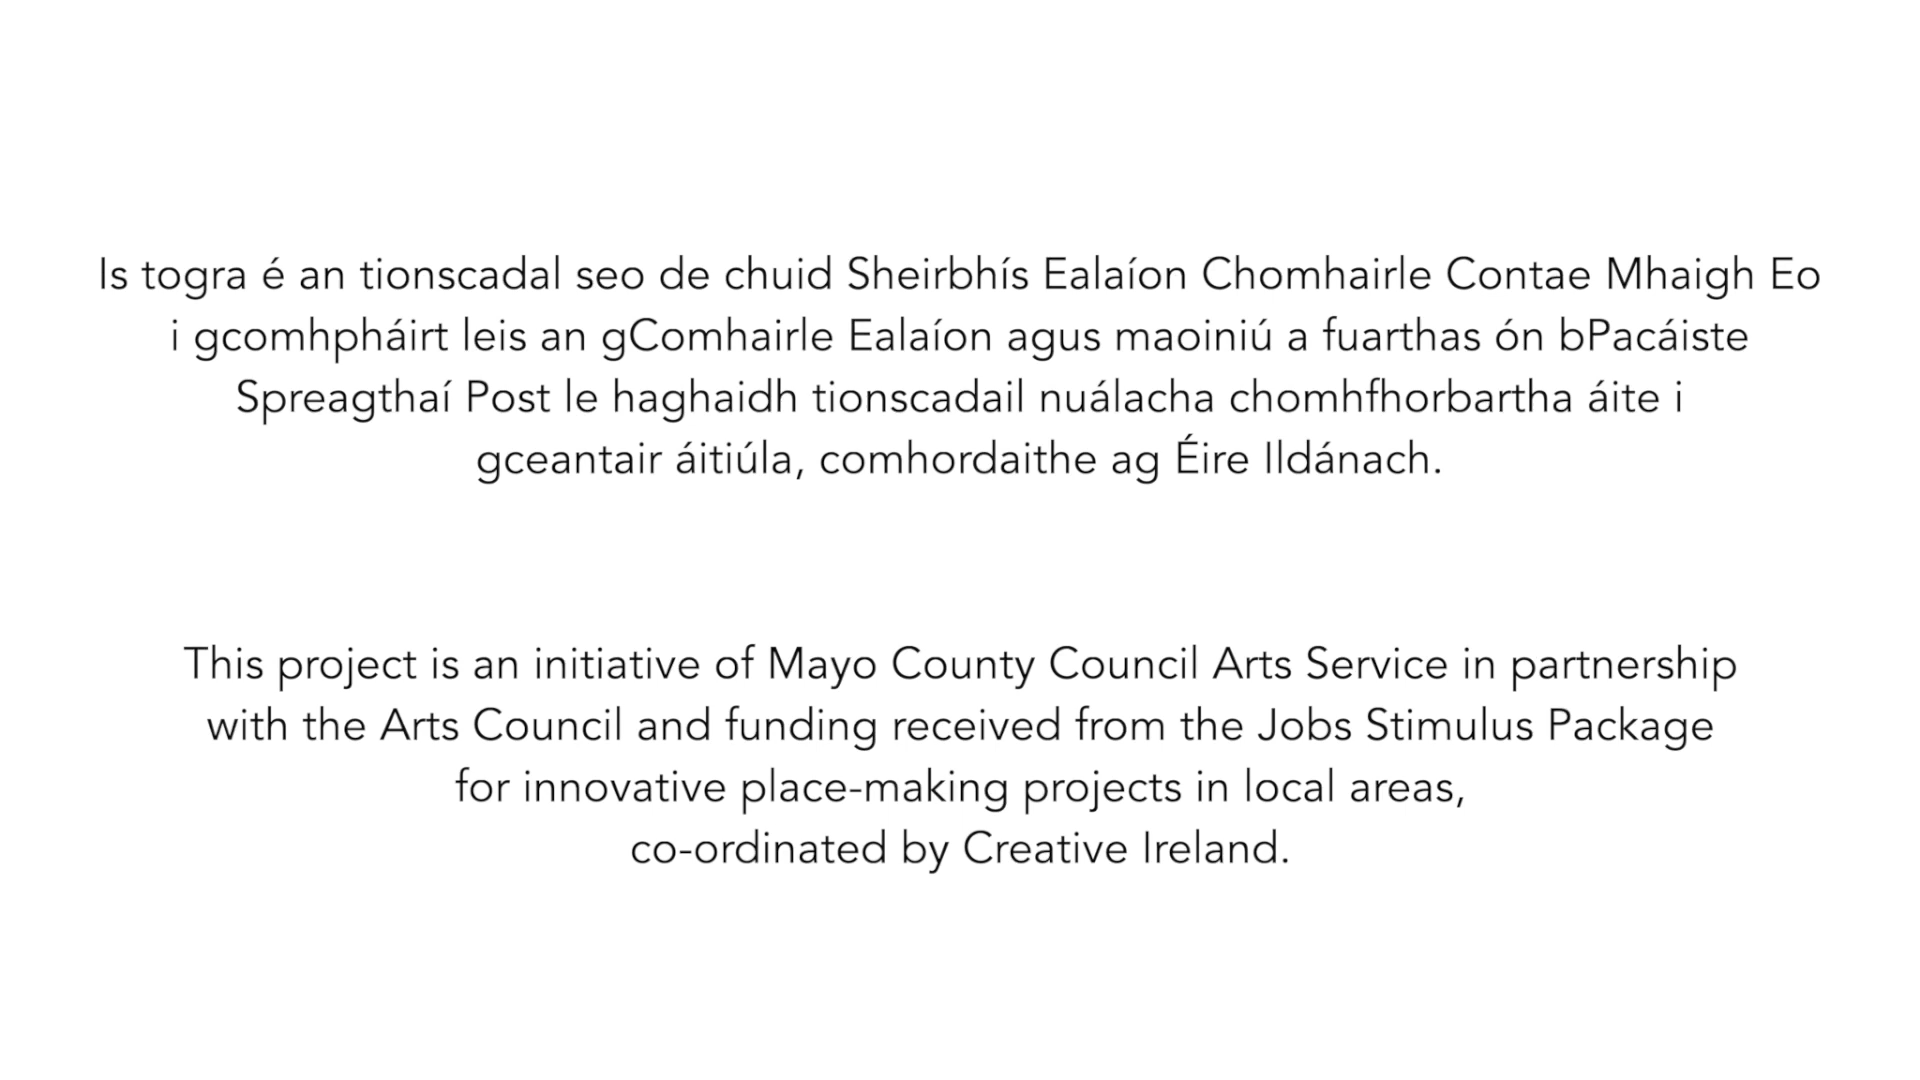 Is togra é an tionscadal seo de chuid Sheirbhís Ealaíon Chomhairle Contae Mhaigh Eo
i gcomhpháirt leis an gComhairle Ealaíon agus maoiniú a fuarthas ón bPacáiste
Spreagthaí Post le haghaidh tionscadail nuálacha chomhfhorbartha áite i
gceantair áitiúla, comhordaithe ag Éire Ildánach.
This project is an initiative of Mayo County Council Arts Service in partnership
with the Arts Council and funding received from the Jobs Stimulus Package
for innovative place-making projects in local areas,
co-ordinated by Creative Ireland.